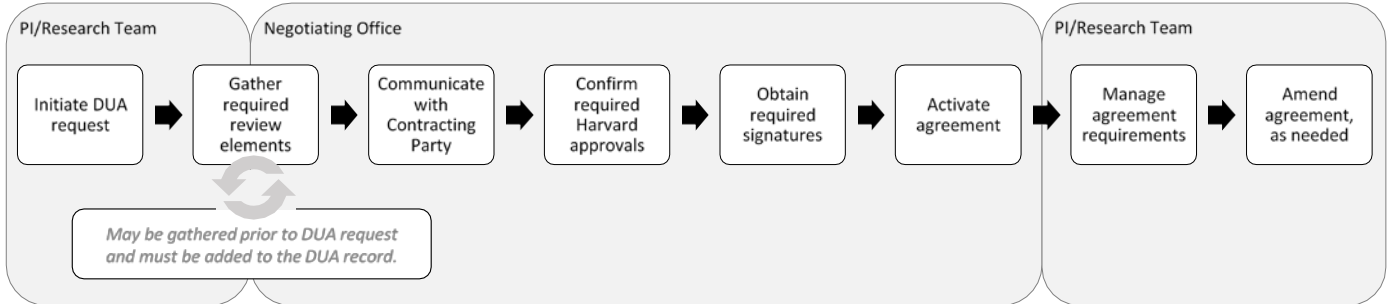 PI/Research Team
Negotiating Office
PI/Research Team
Initiate DUA
request
Gather
required
review
elements
Communicate
with
Contracting
Party
Confirm
required
Harvard
approvals
Obtain
required
signatures
Activate
agreement
Manage
agreement
requirements
Amend
agreement,
as needed
May be gathered prior to DUA request
and must be added to the DUA record.